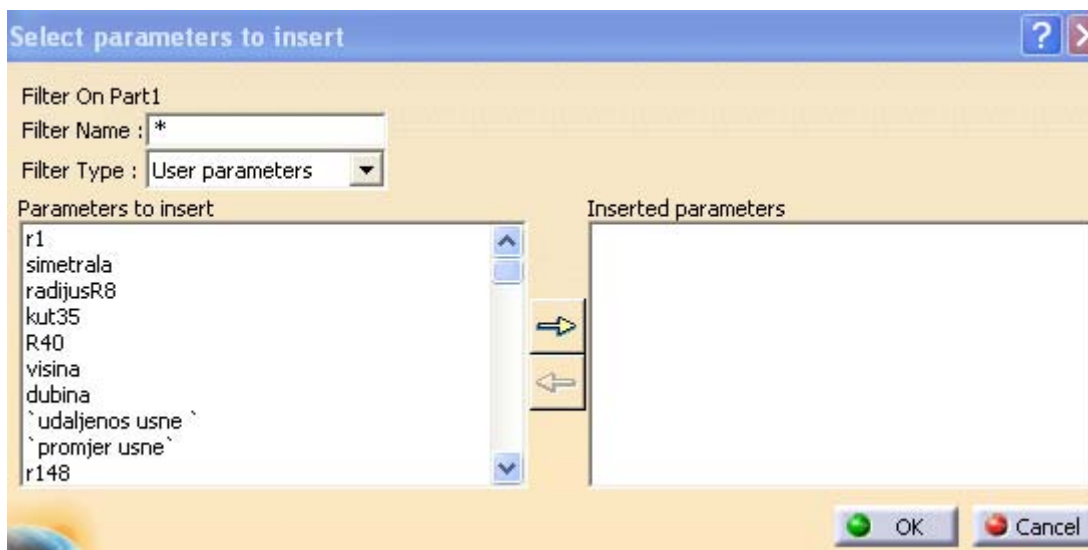 Select parameters to insert
Filter On Part1
Filter Name : *
Filter Type : User parameters
Parameters to insert
Inserted parameters
r1
simetrala
radijusR8
kut35
R40
visina
dubina
`udaljenos usne `
`promjer usne`
r148
OK
Cancel